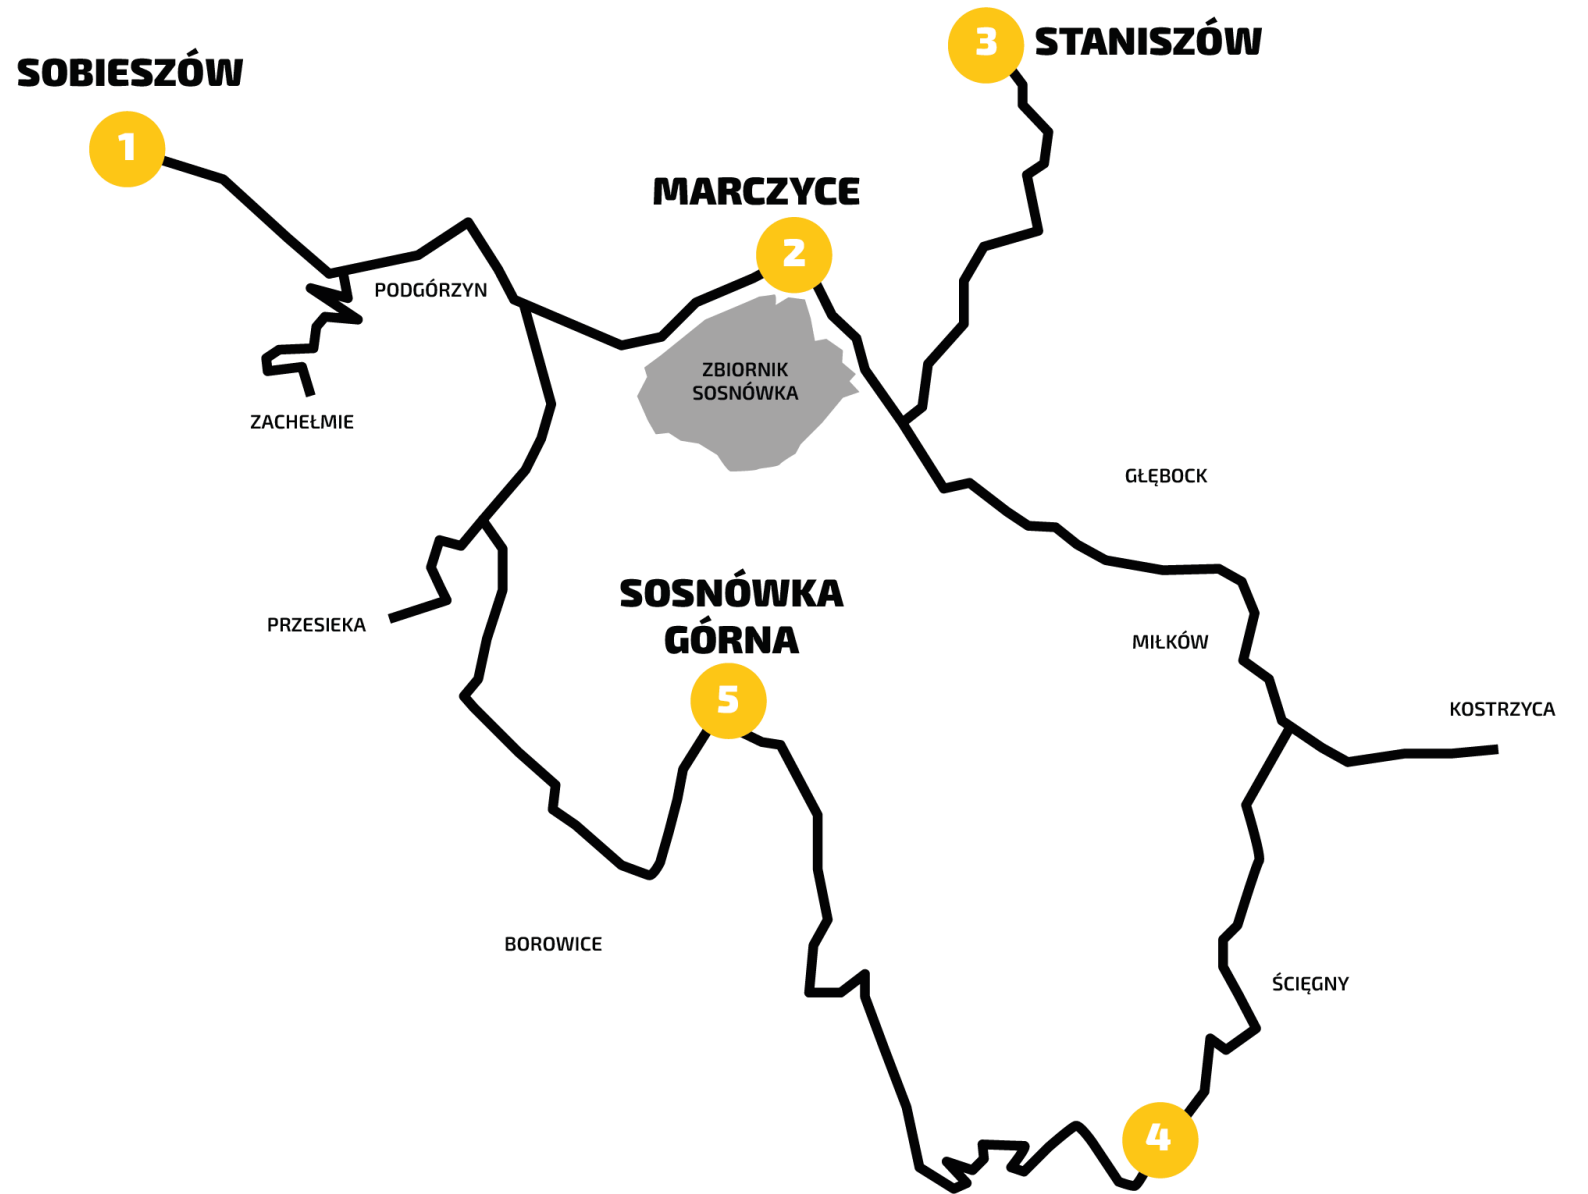 3
STANISZÓW
SOBIESZÓW
1
MARCZYCE
2
PODGÓRZYN
ZBIORNIK
SOSNÓWKA
ZACHEŁMIE
GŁĘBOCK
SOSNÓWKA
GÓRNA
PRZESIEKA
MIŁKÓW
5
KOSTRZYCA
BOROWICE
ŚCIĘGNY
4